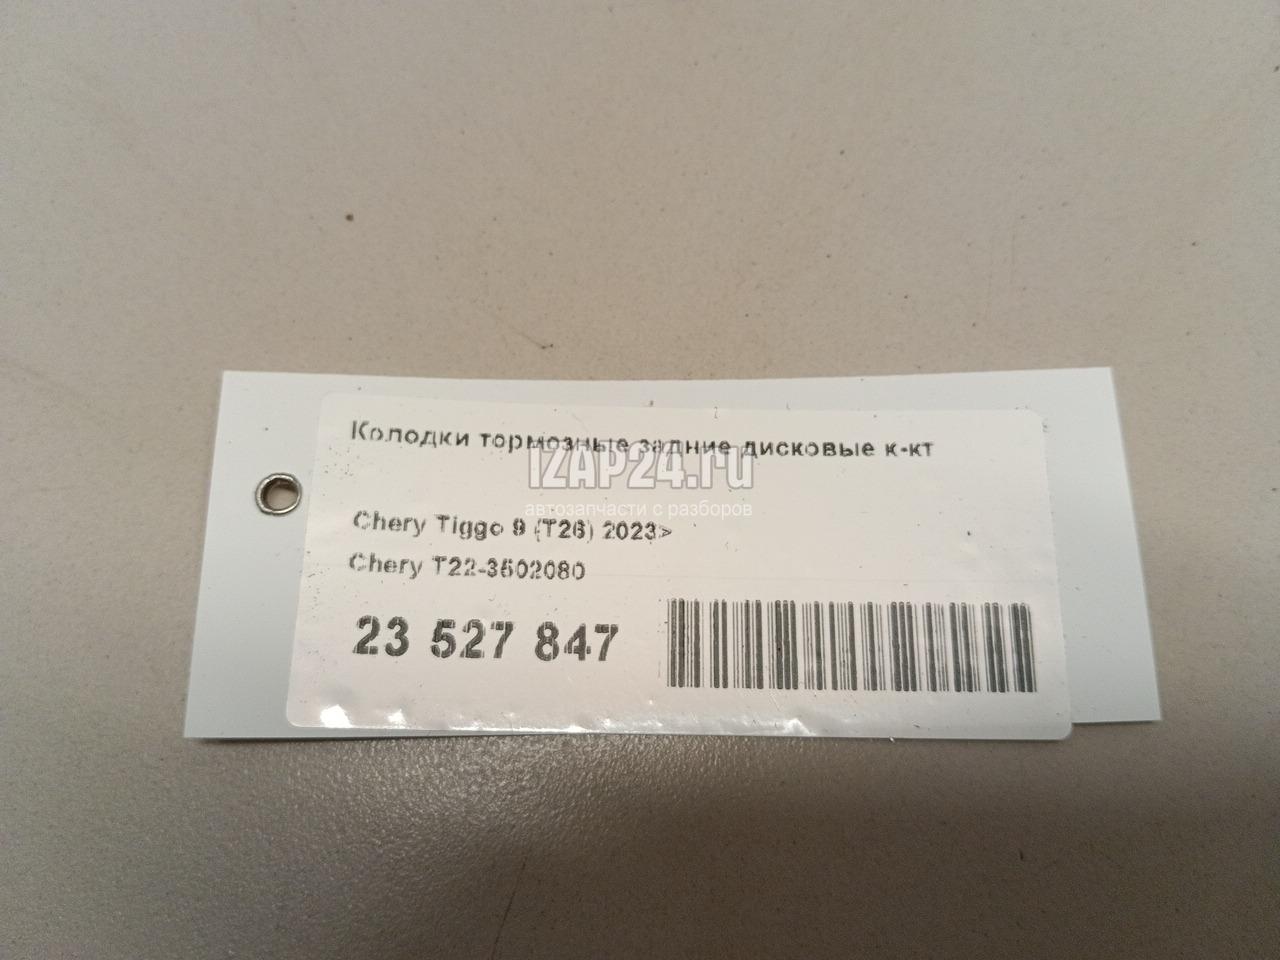 Колодки тормозные задние дисковые к-кт
IZAP24.ru
автозапчасти с разборов
Chery Tiggo 9 (T26) 2023>
Chery T22-3502080
23 527 847